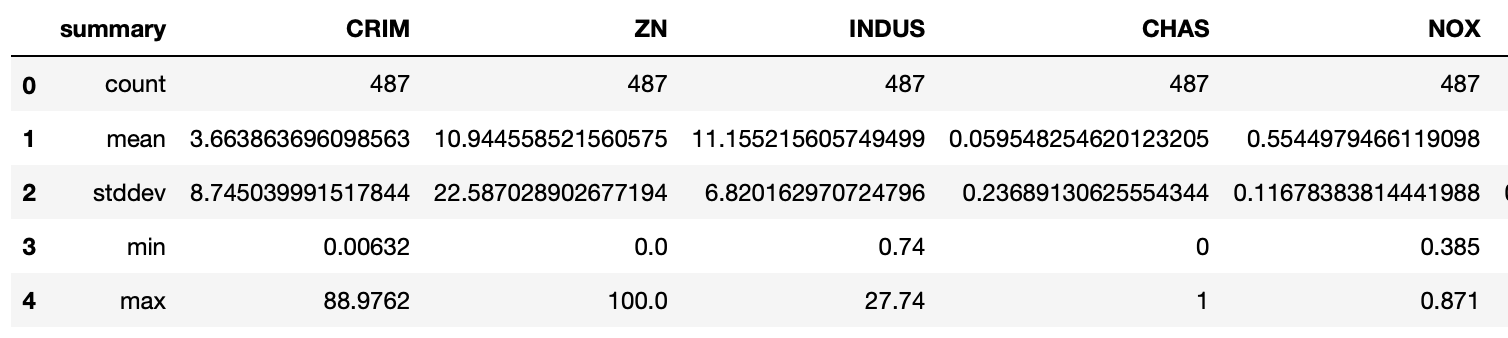 summary CRIM ZN INDUS CHAS NOX
0 count 487 487 487 487 487
1 mean 3.663863696098563 10.944558521560575 11.155215605749499 0.059548254620123205 0.5544979466119098
2 stddev 8.745039991517844 22.587028902677194 6.820162970724796 0.23689130625554344 0.11678383814441988
3 min 0.00632 0.0 0.74 0 0.385
4 max 88.9762 100.0 27.74 1 0.871